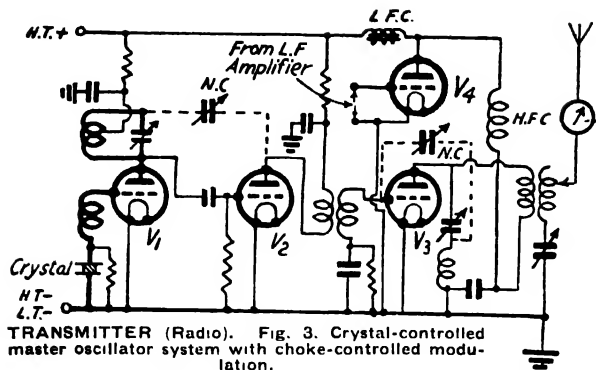 L F.C.
H.T.+
From L.F
Amplifier
N.C
V4
H.F.C
N.C
V1
V2
V3
Crystal
HT-
L.T.-
TRANSMITTER (Radio). Fig. 3. Crystal-controlled
master oscillator system with choke-controlled modu-
lation.